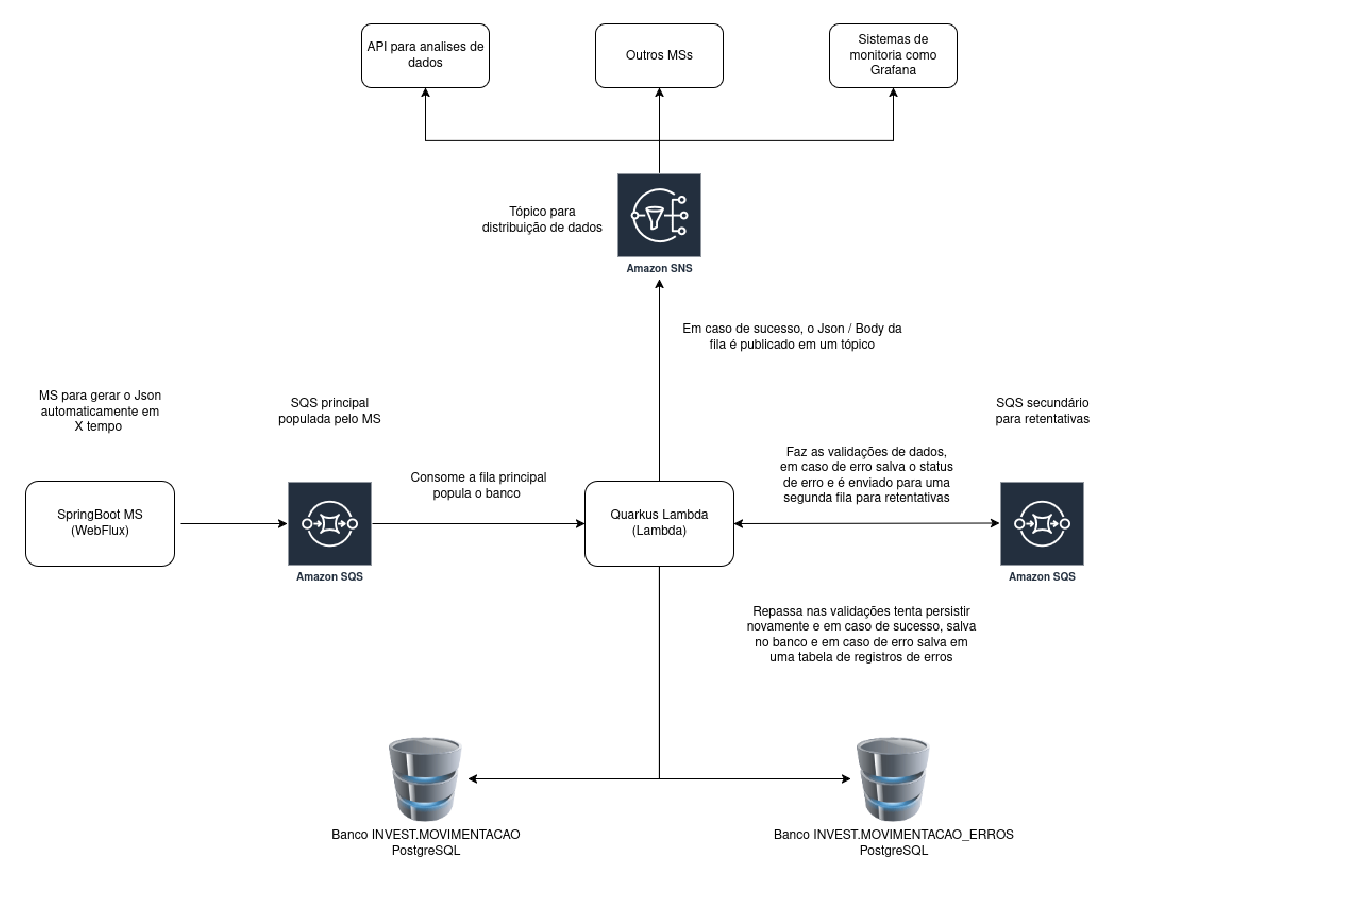 API para analises de
dados
Outros MSs
Sistemas de
monitoria como
Grafana
Tópico para
distribuição de dados
Amazon SNS
Em caso de sucesso, o Json / Body da
fila é publicado em um tópico
MS para gerar o Json
automaticamente em
X tempo
SQS principal
populada pelo MS
SQS secundário
para retentativas
Consome a fila principal
popula o banco
Faz as validações de dados,
em caso de erro salva o status
de erro e é enviado para uma
segunda fila para retentativas
SpringBoot MS
(WebFlux)
Amazon SQS
Quarkus Lambda
(Lambda)
Amazon SQS
Repassa nas validações tenta persistir
novamente e em caso de sucesso, salva
no banco e em caso de erro salva em
uma tabela de registros de erros
Banco INVEST.MOVIMENTACAO
PostgreSQL
Banco INVEST.MOVIMENTACAO_ERROS
PostgreSQL